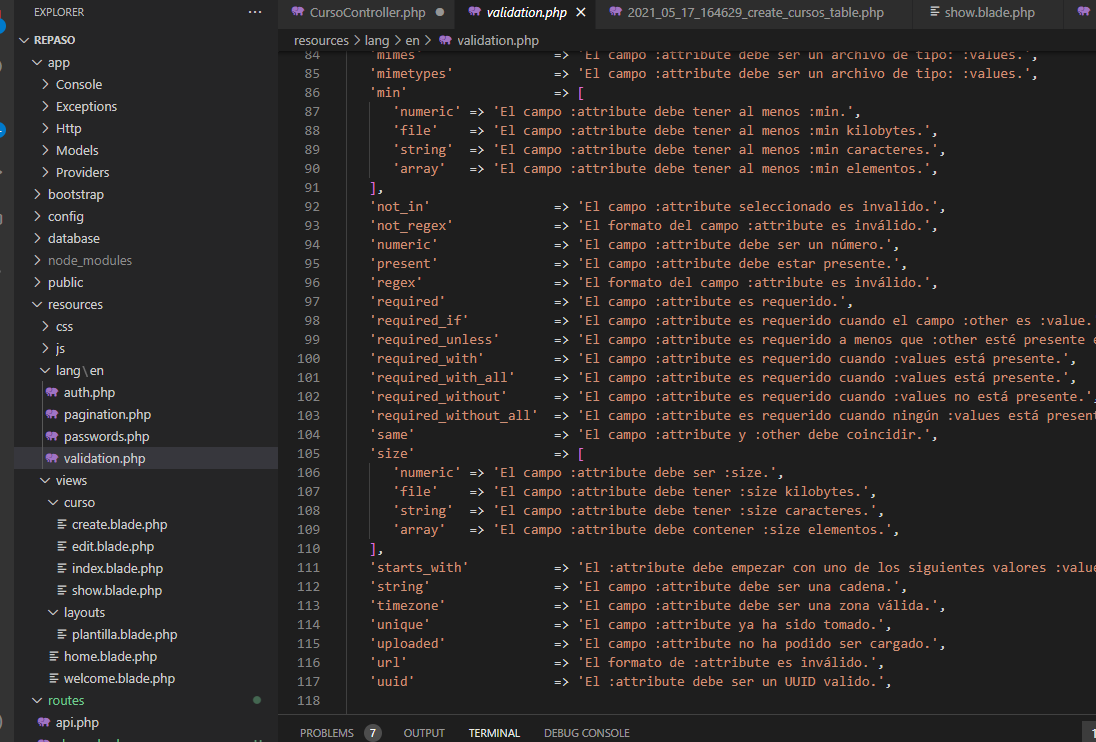 EXPLORER ...
CursoController.php validation.php 2021_05_17_164629_create_cursos_table.php show.blade.php
REPASO
app
Console
Exceptions
Http
Models
Providers
bootstrap
config
database
node_modules
public
resources
css
js
lang\en
auth.php
pagination.php
passwords.php
validation.php
views
curso
create.blade.php
edit.blade.php
index.blade.php
show.blade.php
layouts
plantilla.blade.php
home.blade.php
welcome.blade.php
routes
api.php
resources > lang > en > validation.php
84 'mimes' => 'El campo :attribute debe ser un archivo de tipo: :values.',
85 'mimetypes' => 'El campo :attribute debe ser un archivo de tipo: :values.',
86 'min' => [
87 'numeric' => 'El campo :attribute debe tener al menos :min.',
88 'file' => 'El campo :attribute debe tener al menos :min kilobytes.',
89 'string' => 'El campo :attribute debe tener al menos :min caracteres.',
90 'array' => 'El campo :attribute debe tener al menos :min elementos.',
91 ],
92 'not_in' => 'El campo :attribute seleccionado es invalido.',
93 'not_regex' => 'El formato del campo :attribute es inválido.',
94 'numeric' => 'El campo :attribute debe ser un número.',
95 'present' => 'El campo :attribute debe estar presente.',
96 'regex' => 'El formato del campo :attribute es inválido.',
97 'required' => 'El campo :attribute es requerido.',
98 'required_if' => 'El campo :attribute es requerido cuando el campo :other es :value.
99 'required_unless' => 'El campo :attribute es requerido a menos que :other esté presente e
100 'required_with' => 'El campo :attribute es requerido cuando :values está presente.',
101 'required_with_all' => 'El campo :attribute es requerido cuando :values está presente.',
102 'required_without' => 'El campo :attribute es requerido cuando :values no está presente.',
103 'required_without_all' => 'El campo :attribute es requerido cuando ningún :values está present
104 'same' => 'El campo :attribute y :other debe coincidir.',
105 'size' => [
106 'numeric' => 'El campo :attribute debe ser :size.',
107 'file' => 'El campo :attribute debe tener :size kilobytes.',
108 'string' => 'El campo :attribute debe tener :size caracteres.',
109 'array' => 'El campo :attribute debe contener :size elementos.',
110 ],
111 'starts_with' => 'El :attribute debe empezar con uno de los siguientes valores :value
112 'string' => 'El campo :attribute debe ser una cadena.',
113 'timezone' => 'El campo :attribute debe ser una zona válida.',
114 'unique' => 'El campo :attribute ya ha sido tomado.',
115 'uploaded' => 'El campo :attribute no ha podido ser cargado.',
116 'url' => 'El formato de :attribute es inválido.',
117 'uuid' => 'El :attribute debe ser un UUID valido.',
118
PROBLEMS 7 OUTPUT TERMINAL DEBUG CONSOLE